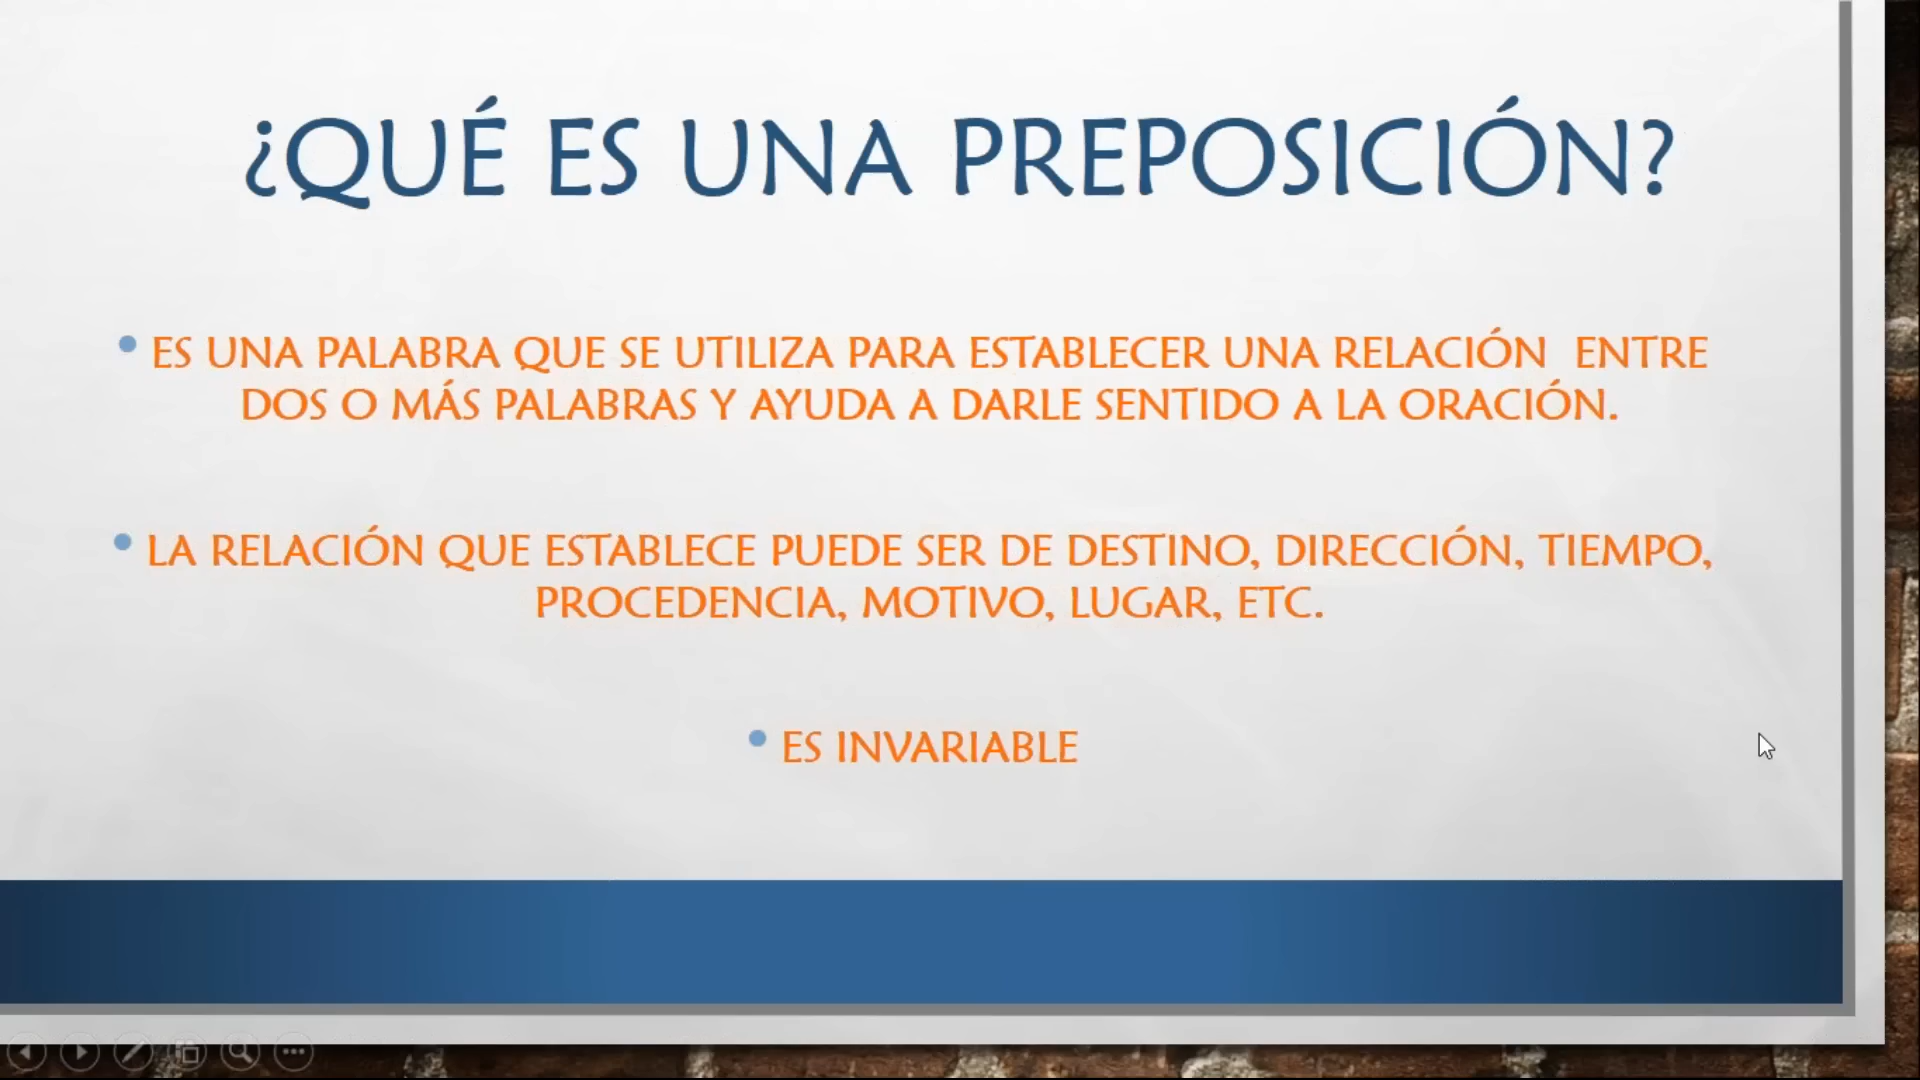 ¿QUÉ ES UNA PREPOSICIÓN?
• ES UNA PALABRA QUE SE UTILIZA PARA ESTABLECER UNA RELACIÓN ENTRE
DOS O MÁS PALABRAS Y AYUDA A DARLE SENTIDO A LA ORACIÓN.
• LA RELACIÓN QUE ESTABLECE PUEDE SER DE DESTINO, DIRECCIÓN, TIEMPO,
PROCEDENCIA, MOTIVO, LUGAR, ETC.
• ES INVARIABLE